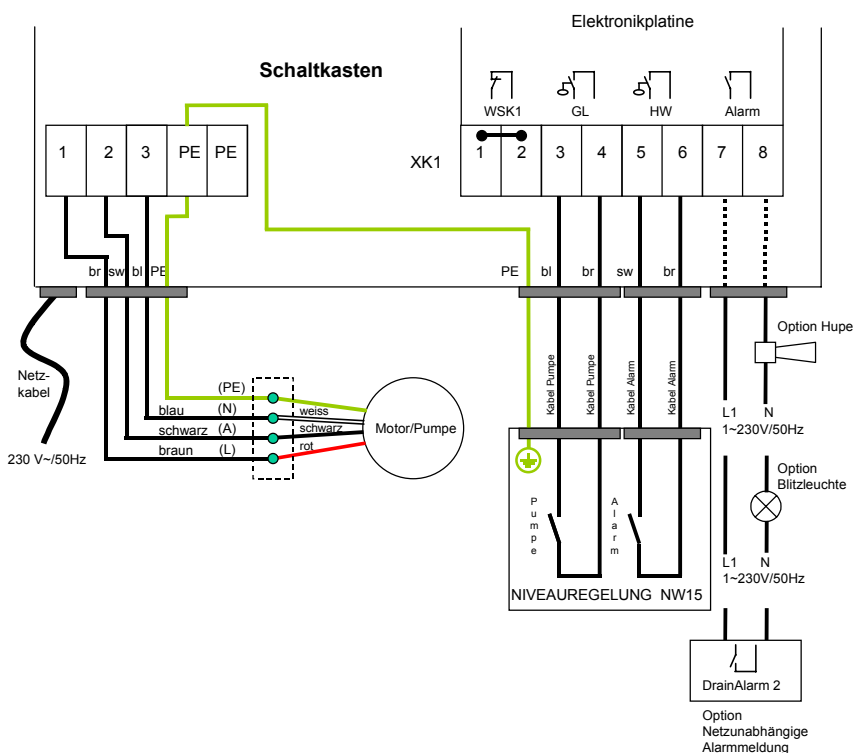 Elektronikplatine
Schaltkasten
WSK1 GL HW Alarm
1 2 3 PE PE
XK1
1 2 3 4 5 6 7 8
br sw bl PE
PE bl br sw br
Netz-
kabel
230 V~/50Hz
(PE)
blau (N)
schwarz (A)
braun (L)
weiss
schwarz
rot
Motor/Pumpe
Kabel Pumpe
Kabel Pumpe
Kabel Alarm
Kabel Alarm
Pumpe
Alarm
NIVEAUREGELUNG NW15
Option Hupe
L1 N
1~230V/50Hz
Option
Blitzleuchte
L1 N
1~230V/50Hz
DrainAlarm 2
Option
Netzunabhängige
Alarmmeldung